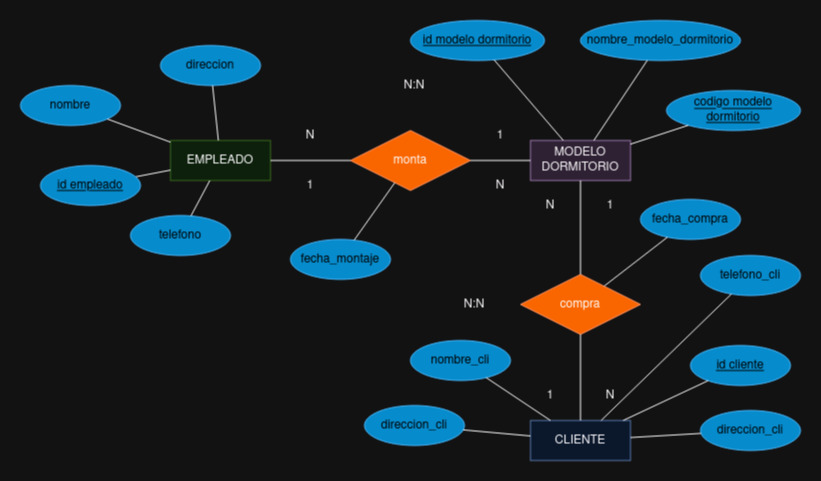 id modelo dormitorio
nombre_modelo_dormitorio
direccion
N:N
nombre
codigo modelo
dormitorio
N
1
EMPLEADO
monta
MODELO
DORMITORIO
id empleado
1
N
N
1
fecha_compra
telefono
fecha_montaje
telefono_cli
N:N
compra
nombre_cli
id cliente
1
N
direccion_cli
direccion_cli
CLIENTE